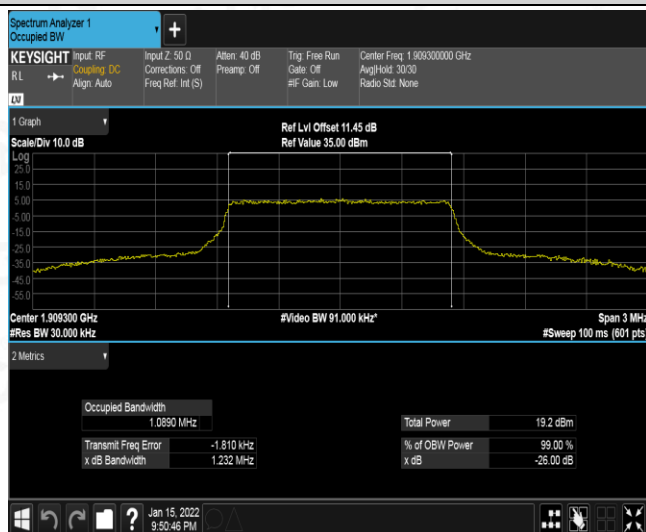 Spectrum Analyzer 1
Occupied BW
KEYSIGHT
RL
Input: RF
Coupling: DC
Align: Auto
Input Z: 50 Ω
Corrections: Off
Freq Ref: Int (S)
Atten: 40 dB
Preamp: Off
Trig: Free Run
Gate: Off
#IF Gain: Low
Center Freq: 1.909300000 GHz
Avg|Hold: 30/30
Radio Std: None
LXI
1 Graph
Scale/Div 10.0 dB
Ref Lvl Offset 11.45 dB
Ref Value 35.00 dBm
Log
25.0
15.0
5.00
-5.00
-15.0
-25.0
-35.0
-45.0
-55.0
Center 1.909300 GHz
#Video BW 91.000 kHz*
Span 3 MHz
#Res BW 30.000 kHz
#Sweep 100 ms (601 pts)
2 Metrics
Occupied Bandwidth
1.0890 MHz
Total Power 19.2 dBm
Transmit Freq Error -1.810 kHz
% of OBW Power 99.00 %
x dB Bandwidth 1.232 MHz
x dB -26.00 dB
?
Jan 15, 2022
9:50:46 PM